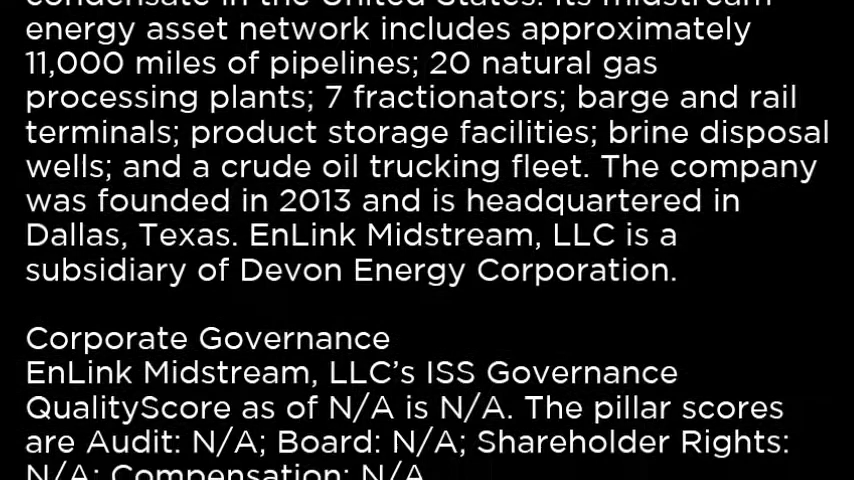 condensate in the United States. Its midstream
energy asset network includes approximately
11,000 miles of pipelines; 20 natural gas
processing plants; 7 fractionators; barge and rail
terminals; product storage facilities; brine disposal
wells; and a crude oil trucking fleet. The company
was founded in 2013 and is headquartered in
Dallas, Texas. EnLink Midstream, LLC is a
subsidiary of Devon Energy Corporation.
Corporate Governance
EnLink Midstream, LLC’s ISS Governance
QualityScore as of N/A is N/A. The pillar scores
are Audit: N/A; Board: N/A; Shareholder Rights:
N/A; Compensation: N/A